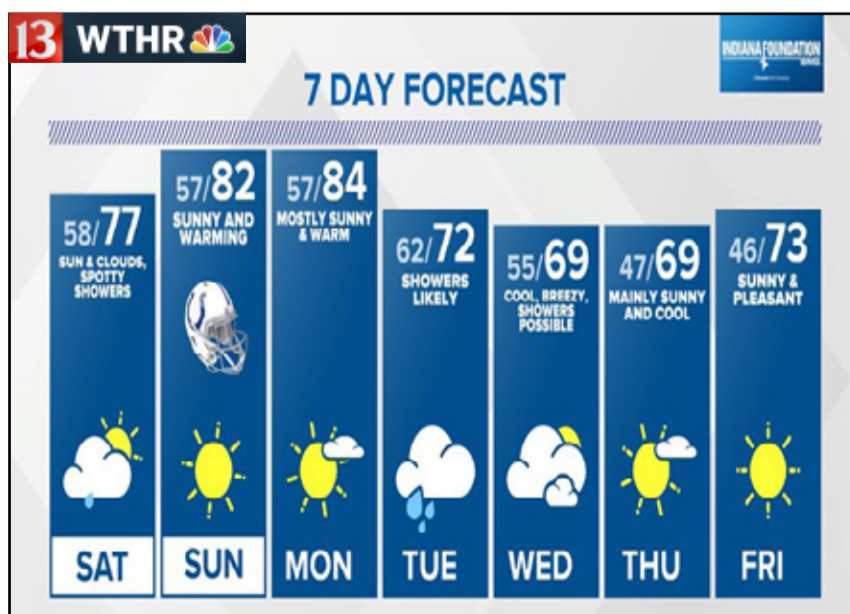 13 WTHR
INDIANA FOUNDATION
SERVICE
7 DAY FORECAST
58/77
SUN & CLOUDS,
SPOTTY
SHOWERS
SAT
57/82
SUNNY AND
WARMING
SUN
57/84
MOSTLY SUNNY
& WARM
MON
62/72
SHOWERS
LIKELY
TUE
55/69
COOL, BREEZY,
SHOWERS
POSSIBLE
WED
47/69
MAINLY SUNNY
AND COOL
THU
46/73
SUNNY &
PLEASANT
FRI